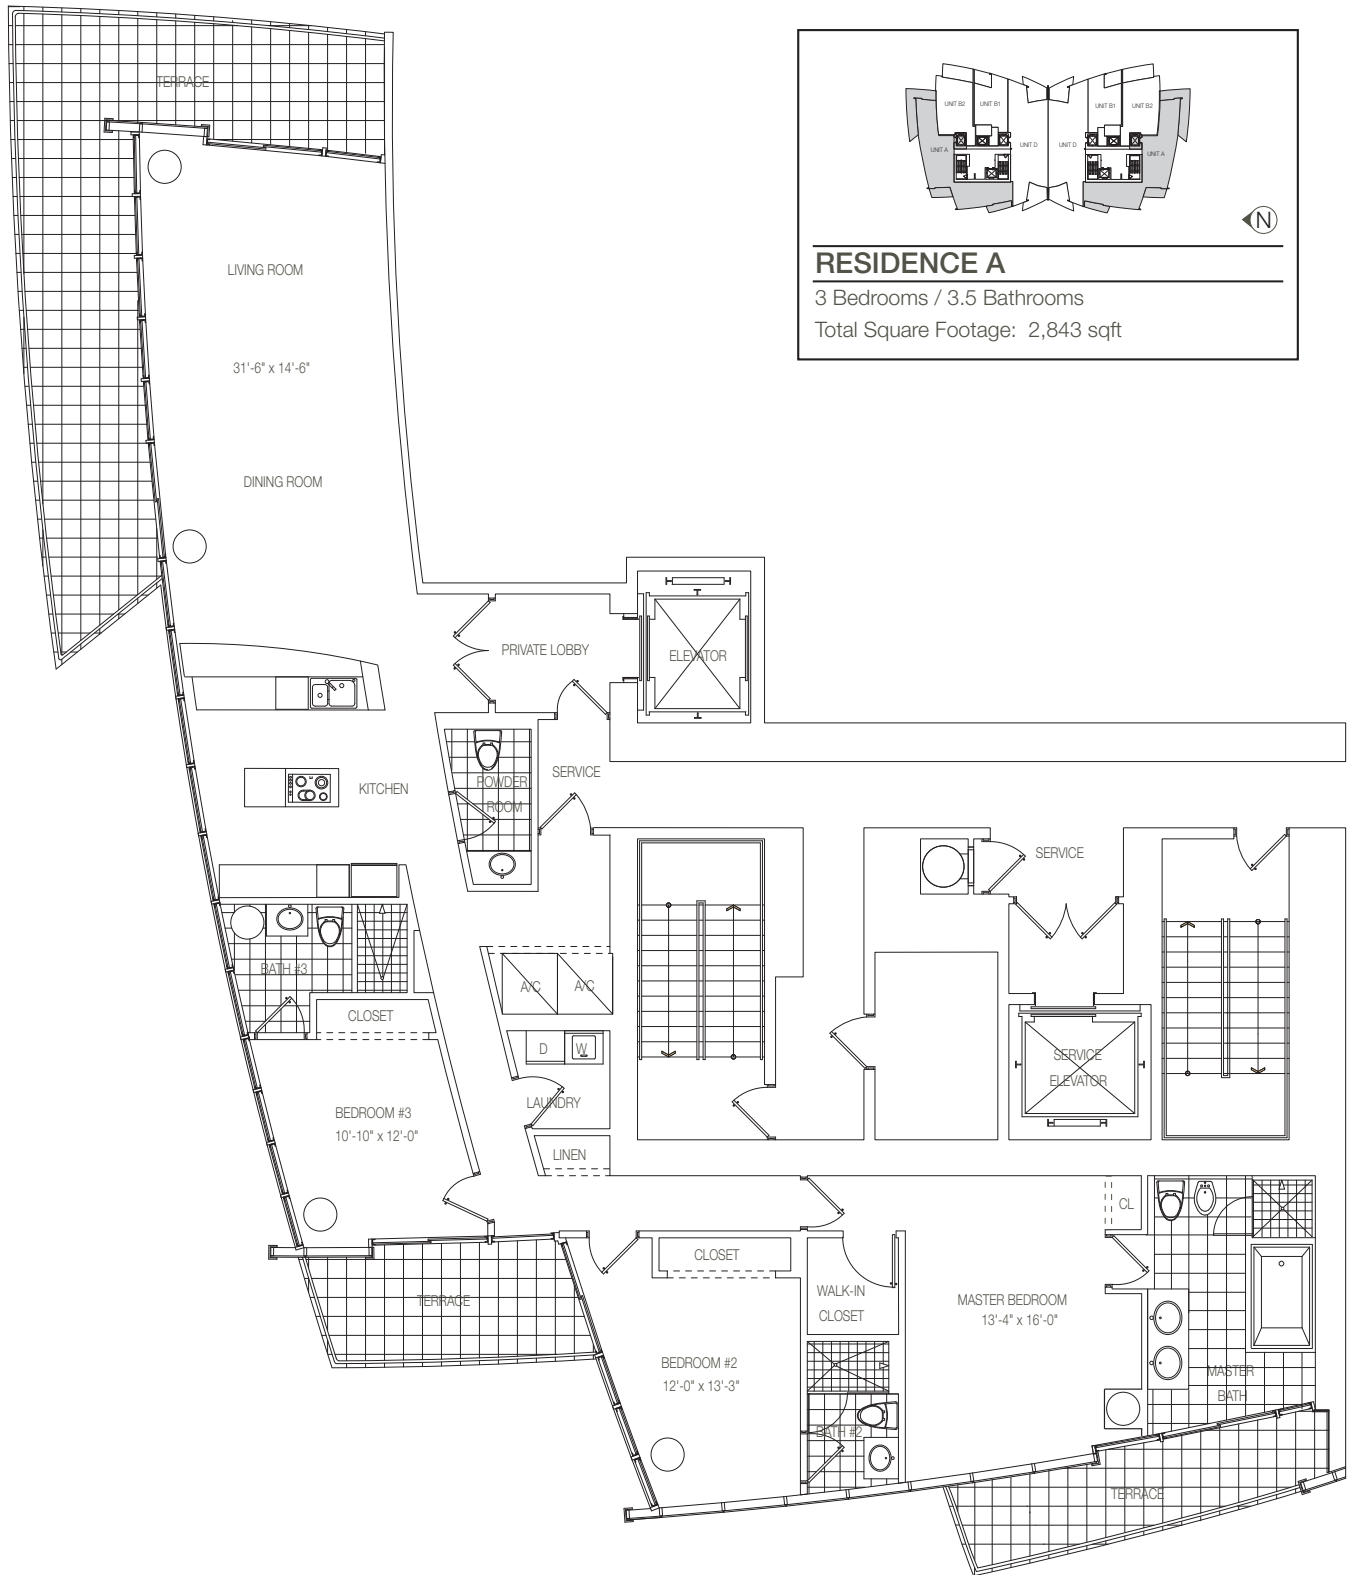 TERRACE
UNIT B2
UNIT B1
UNIT B1
UNIT B2
UNIT A
UNIT D
UNIT D
UNIT A
N
RESIDENCE A
3 Bedrooms / 3.5 Bathrooms
Total Square Footage: 2,843 sqft
LIVING ROOM
31'-6" x 14'-6"
DINING ROOM
PRIVATE LOBBY
ELEVATOR
KITCHEN
POWDER
ROOM
SERVICE
SERVICE
BATH #3
A/C
A/C
CLOSET
D
W
SERVICE
ELEVATOR
LAUNDRY
BEDROOM #3
10'-10" x 12'-0"
LINEN
CL
CLOSET
WALK-IN
CLOSET
MASTER BEDROOM
13'-4" x 16'-0"
TERRACE
BEDROOM #2
12'-0" x 13'-3"
MASTER
BATH
BATH #2
TERRACE